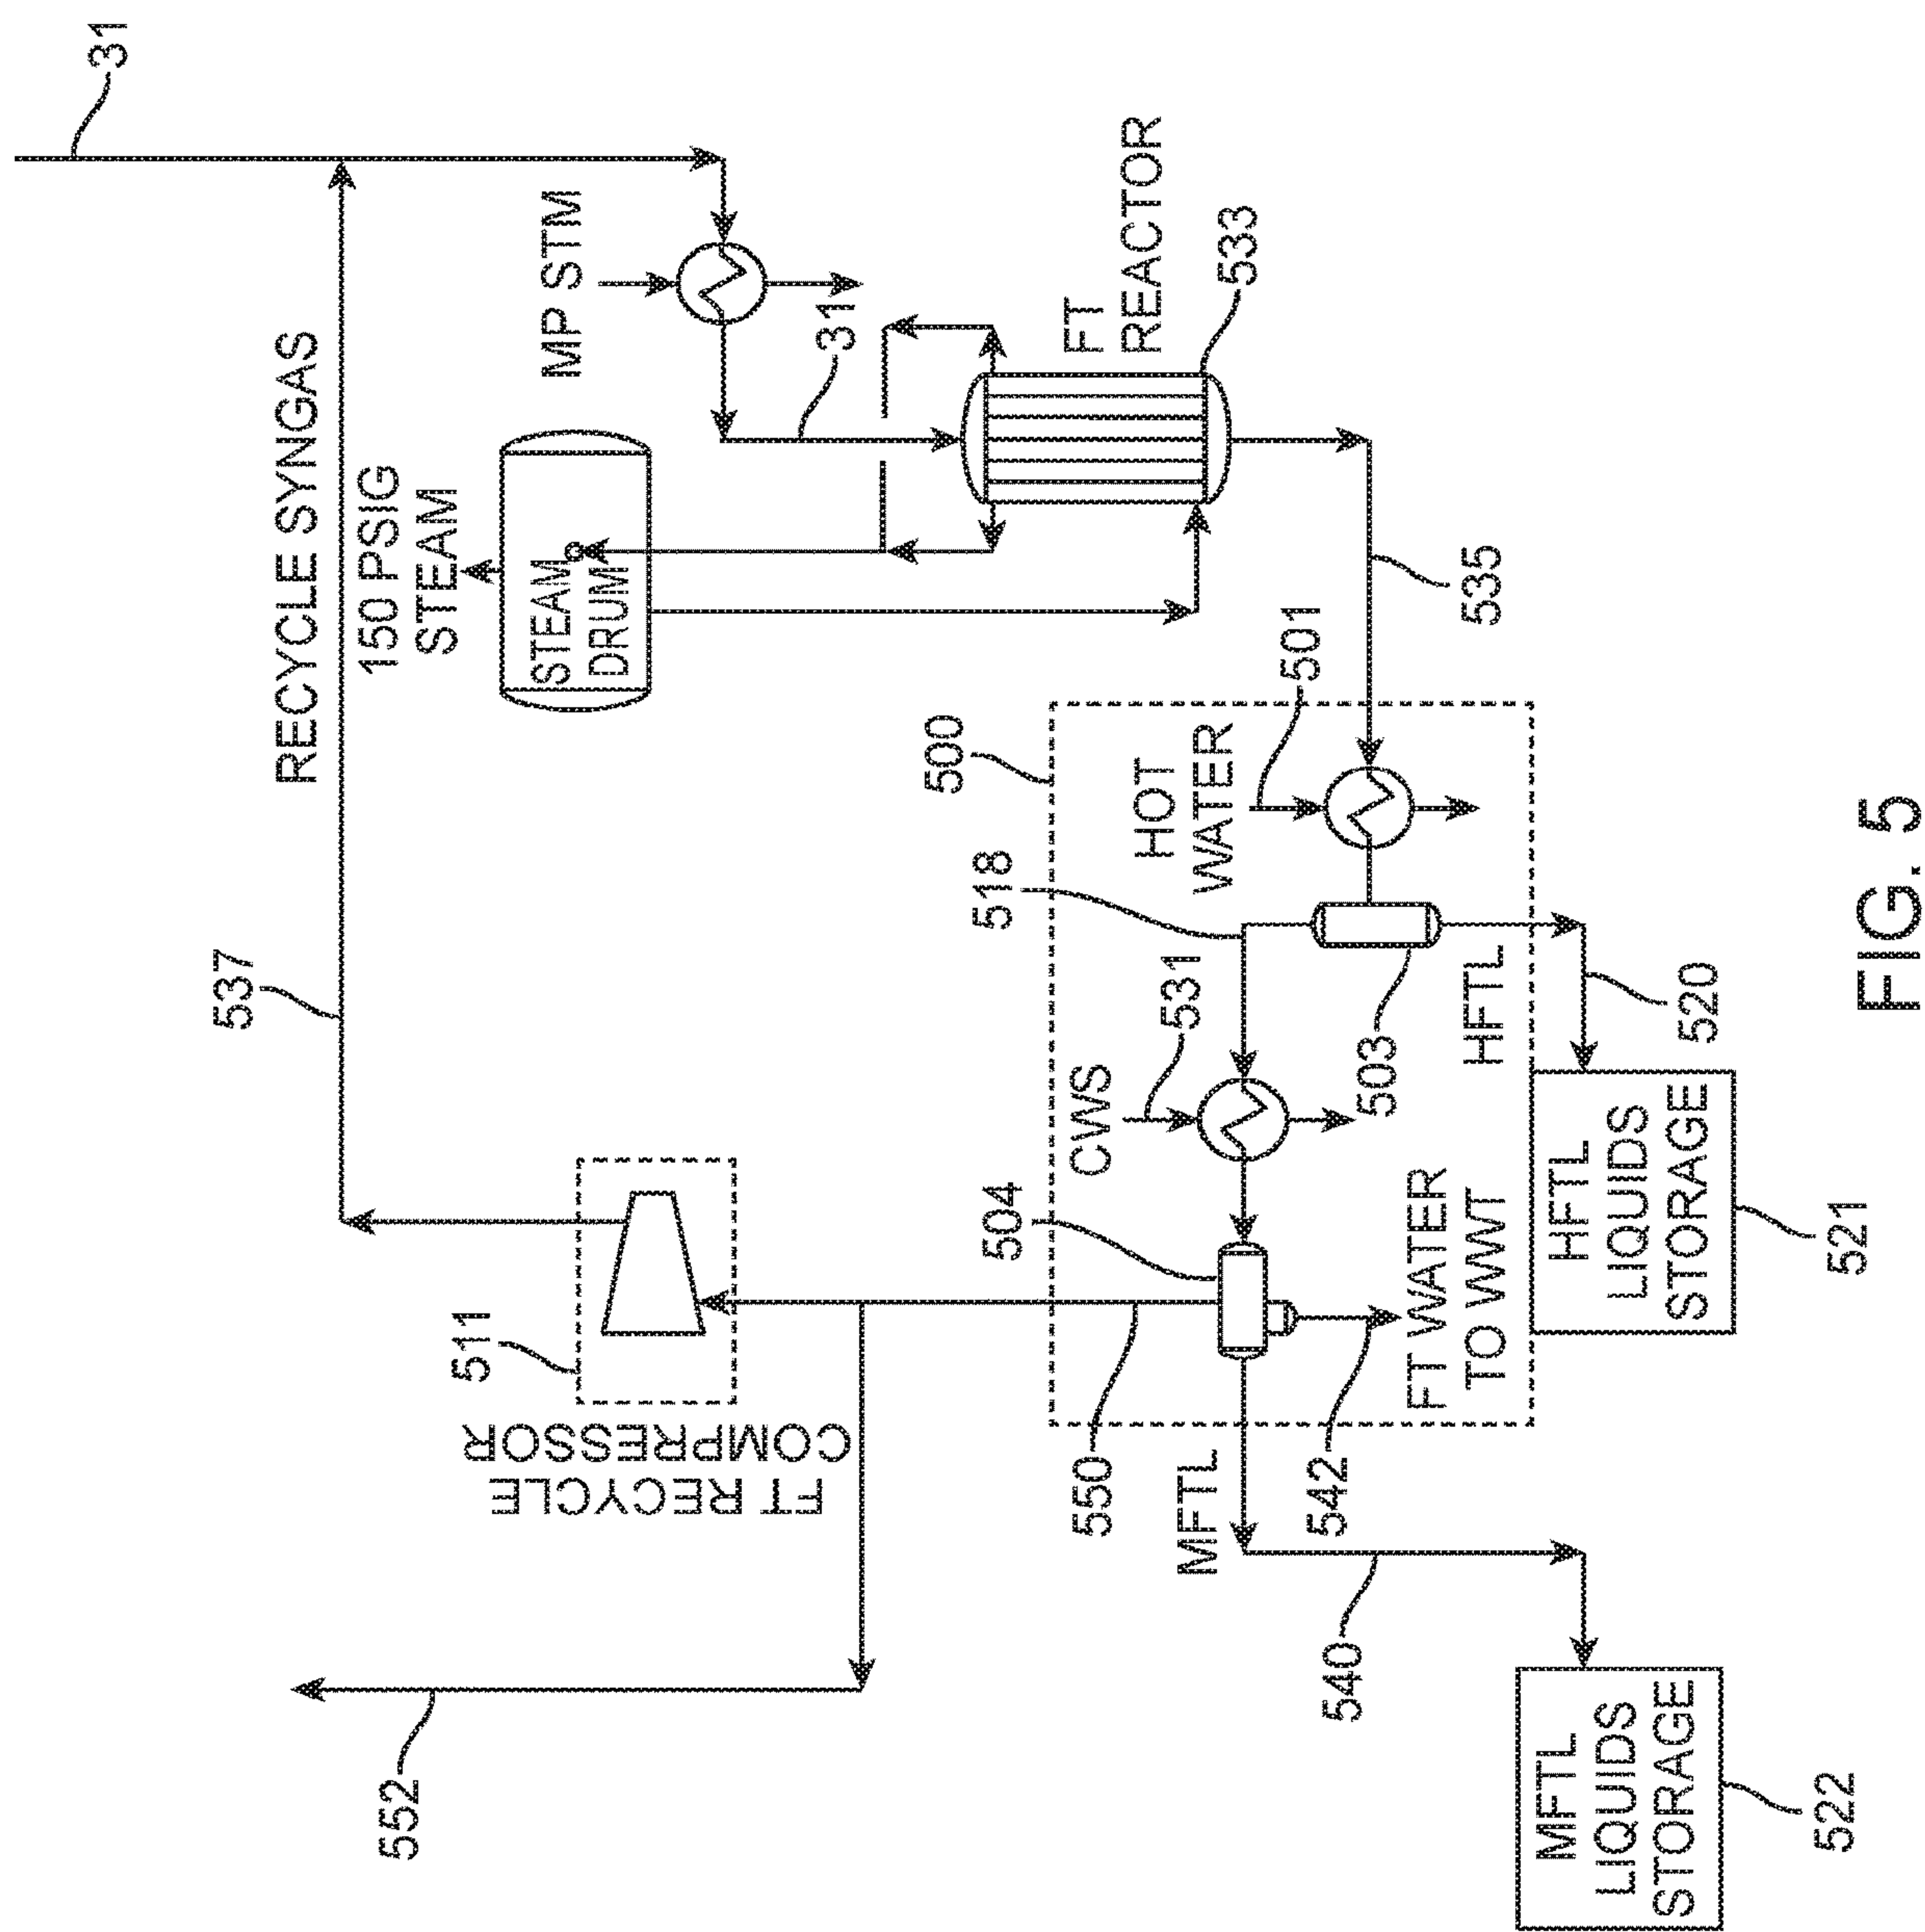 31
RECYCLE SYNGAS
537
MP STM
150 PSIG
STEAM
STEAM
DRUM
31
FT
REACTOR
533
535
511
FT RECYCLE
COMPRESSOR
552
500
HOT
WATER
501
518
CWS
531
503
HFTL
504
550
MFTL
542
FT WATER
TO WWT
520
HFTL
LIQUIDS
STORAGE
521
540
MFTL
LIQUIDS
STORAGE
522
FIG. 5